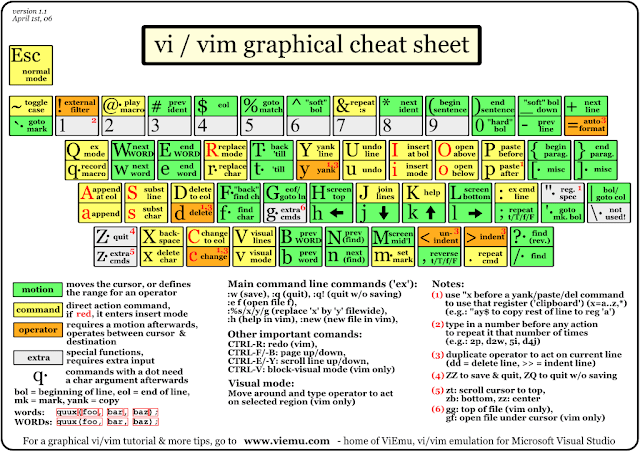 version 1.1
April 1st, 06
vi / vim graphical cheat sheet
Esc
normal mode
~ toggle case
! external filter
@· play macro
# prev ident
$ eol
% goto match
^ "soft" bol
& repeat :s
* next ident
( begin sentence
) end sentence
_ "soft" bol down
+ next line
`· goto mark
1 2
2
3
4
5
6
7
8
9
0 "hard" bol
- prev line
= auto 3 format
Q ex mode
W next WORD
E end WORD
R replace mode
T· back 'till
Y yank line
U undo line
I insert at bol
O open above
P paste before
{ begin parag.
} end parag.
q· record macro
w next word
e end word
r· replace char
t· 'till
y yank 1,3
u undo
i insert mode
o open below
p paste 1 after
[· misc
]· misc
A append at eol
S subst line
D delete to eol
F· "back" find ch
G eof/ goto ln
H screen top
J join lines
K help
L screen bottom
: ex cmd line
"· reg. 1 spec
| bol/ goto col
a append
s subst char
d delete 1,3
f· find char
g· extra 6 cmds
h ←
j ↓
k ↑
l →
; repeat t/T/f/F
'· goto mk. bol
\· not used!
Z· quit 4
X back-space
C change to eol
V visual lines
B prev WORD
N prev (find)
M screen mid'l
< un- 3 indent
> indent 3
?· find (rev.)
z· extra 5 cmds
x delete char
c change 1,3
v visual mode
b prev word
n next (find)
m· set mark
, reverse t/T/f/F
. repeat cmd
/· find
motion
moves the cursor, or defines
the range for an operator
command
direct action command,
if red, it enters insert mode
operator
requires a motion afterwards,
operates between cursor &
destination
extra
special functions,
requires extra input
q·
commands with a dot need
a char argument afterwards
bol = beginning of line, eol = end of line,
mk = mark, yank = copy
words: quux(foo, bar, baz);
WORDs: quux(foo, bar, baz);
Main command line commands ('ex'):
:w (save), :q (quit), :q! (quit w/o saving)
:e f (open file f),
:%s/x/y/g (replace 'x' by 'y' filewide),
:h (help in vim), :new (new file in vim),
Other important comands:
CTRL-R: redo (vim),
CTRL-F/-B: page up/down,
CTRL-E/-Y: scroll line up/down,
CTRL-V: block-visual mode (vim only)
Visual mode:
Move around and type operator to act
on selected region (vim only)
Notes:
(1) use "x before a yank/paste/del command
to use that register ('clipboard') (x=a..z,*)
(e.g.: "ay$ to copy rest of line to reg 'a')
(2) type in a number before any action
to repeat it that number of times
(e.g.: 2p, d2w, 5i, d4j)
(3) duplicate operator to act on current line
(dd = delete line, >> = indent line)
(4) ZZ to save & quit, ZQ to quit w/o saving
(5) zt: scroll cursor to top,
zb: bottom, zz: center
(6) gg: top of file (vim only),
gf: open file under cursor (vim only)
For a graphical vi/vim tutorial & more tips, go to www.viemu.com - home of ViEmu, vi/vim emulation for Microsoft Visual Studio